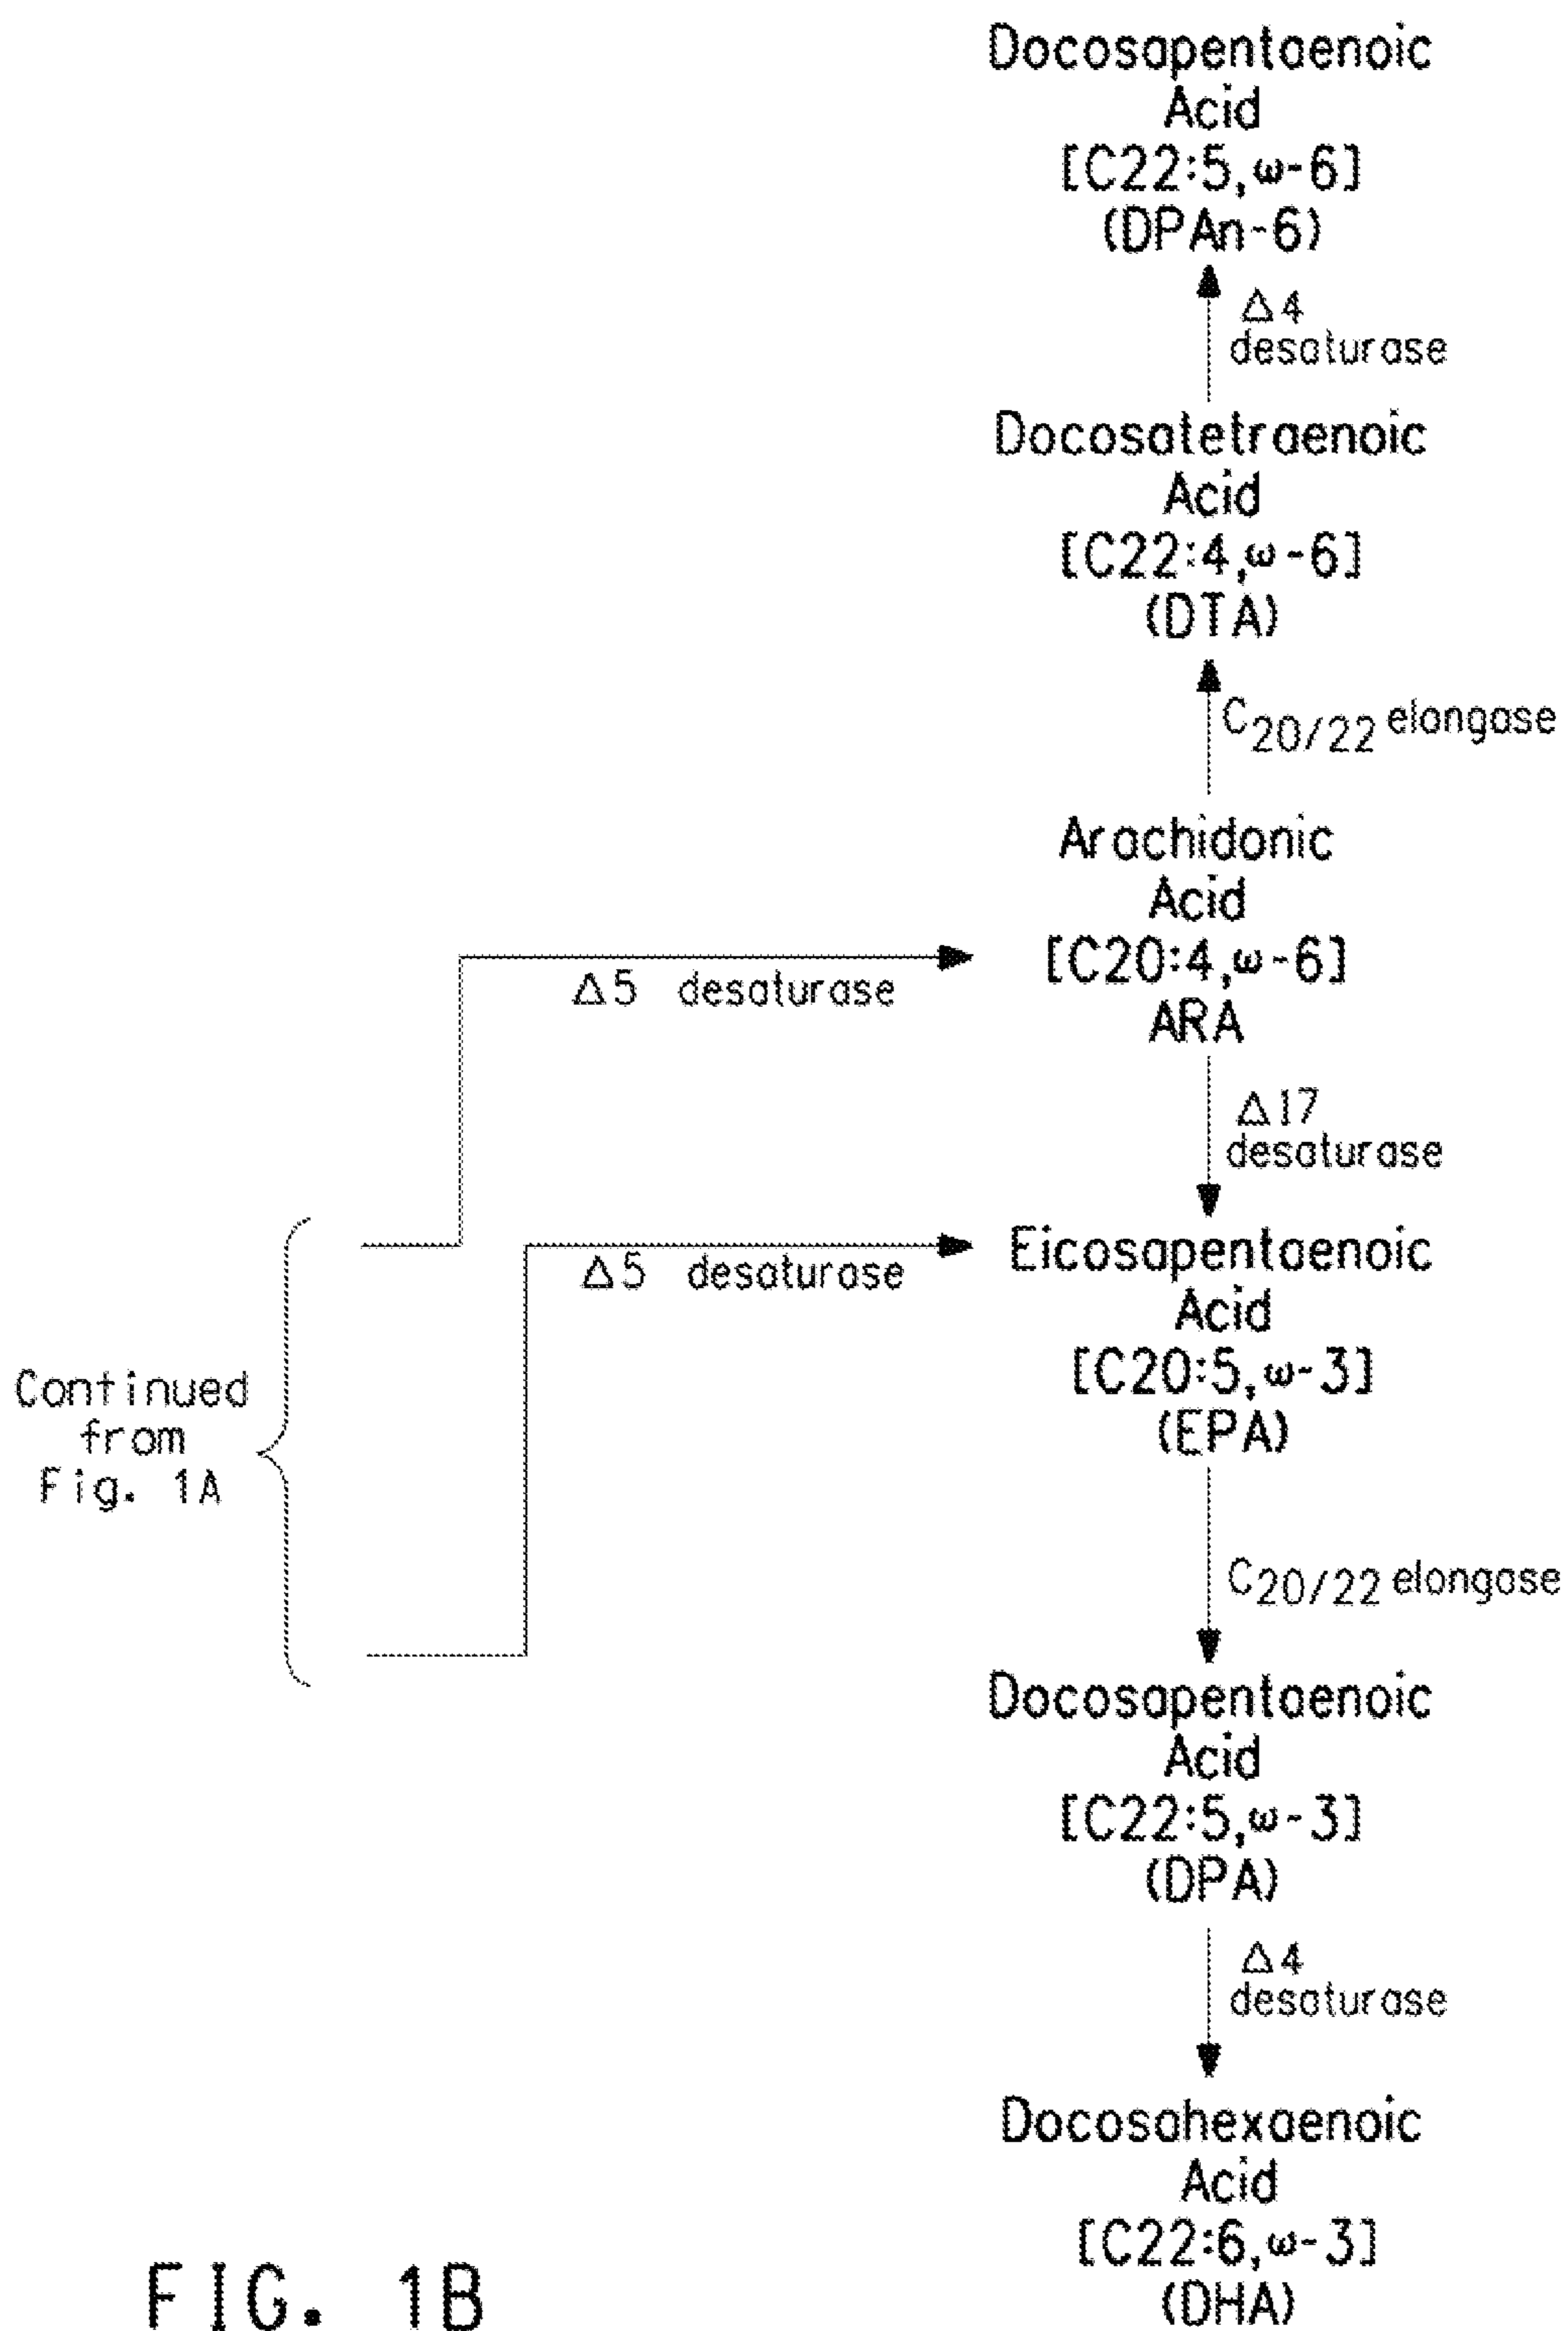 Docosapentaenoic
Acid
[C22:5,ω-6]
(DPAn-6)
Δ4
desaturase
Docosatetraenoic
Acid
[C22:4,ω-6]
(DTA)
C20/22 elongase
Arachidonic
Acid
[C20:4,ω-6]
ARA
Δ5 desaturase
Δ17
desaturase
Eicosapentaenoic
Acid
[C20:5,ω-3]
(EPA)
Δ5 desaturase
Continued
from
Fig. 1A
C20/22 elongase
Docosapentaenoic
Acid
[C22:5,ω-3]
(DPA)
Δ4
desaturase
Docosahexaenoic
Acid
[C22:6,ω-3]
(DHA)
FIG. 1B